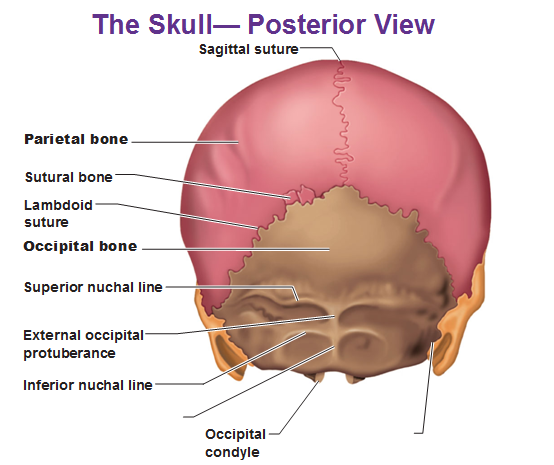 The Skull— Posterior View
Sagittal suture
Parietal bone
Sutural bone
Lambdoid
suture
Occipital bone
Superior nuchal line
External occipital
protuberance
Inferior nuchal line
Occipital
condyle